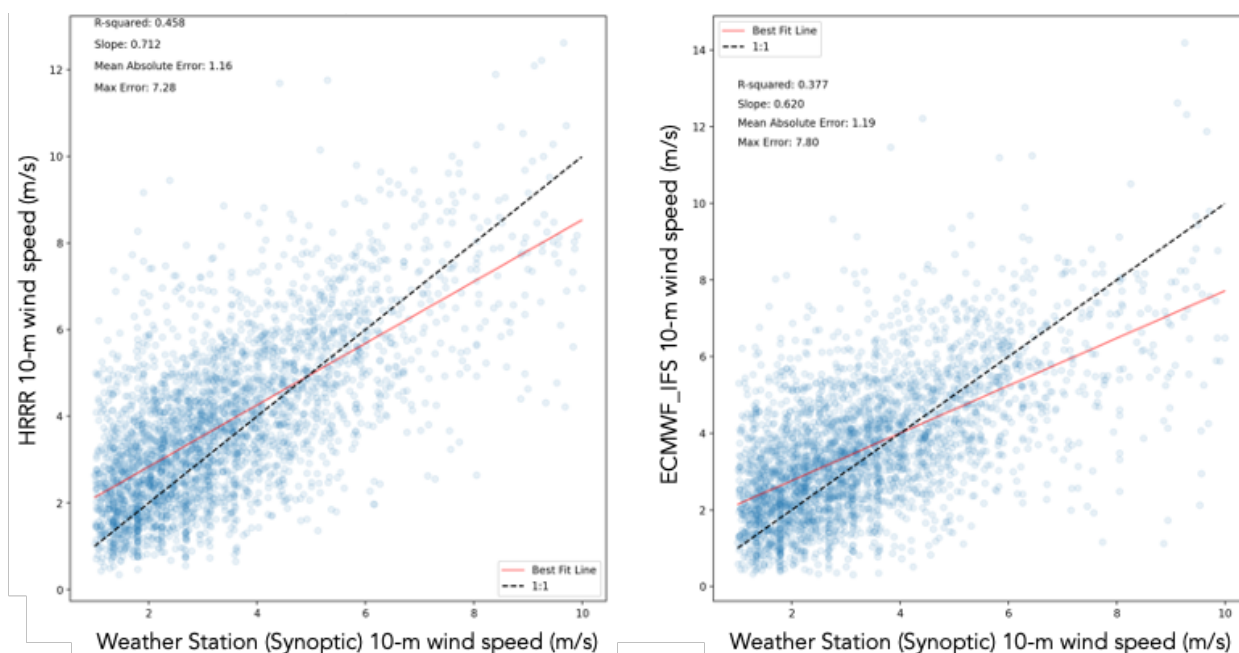 R-squared: 0.458
Slope: 0.712
Mean Absolute Error: 1.16
Max Error: 7.28
HRRR 10-m wind speed (m/s)
12
10
8
6
4
2
0
Best Fit Line
1:1
2
4
6
8
10
Weather Station (Synoptic) 10-m wind speed (m/s)
Best Fit Line
1:1
R-squared: 0.377
Slope: 0.620
Mean Absolute Error: 1.19
Max Error: 7.80
ECMWF_IFS 10-m wind speed (m/s)
14
12
10
8
6
4
2
0
2
4
6
8
10
Weather Station (Synoptic) 10-m wind speed (m/s)